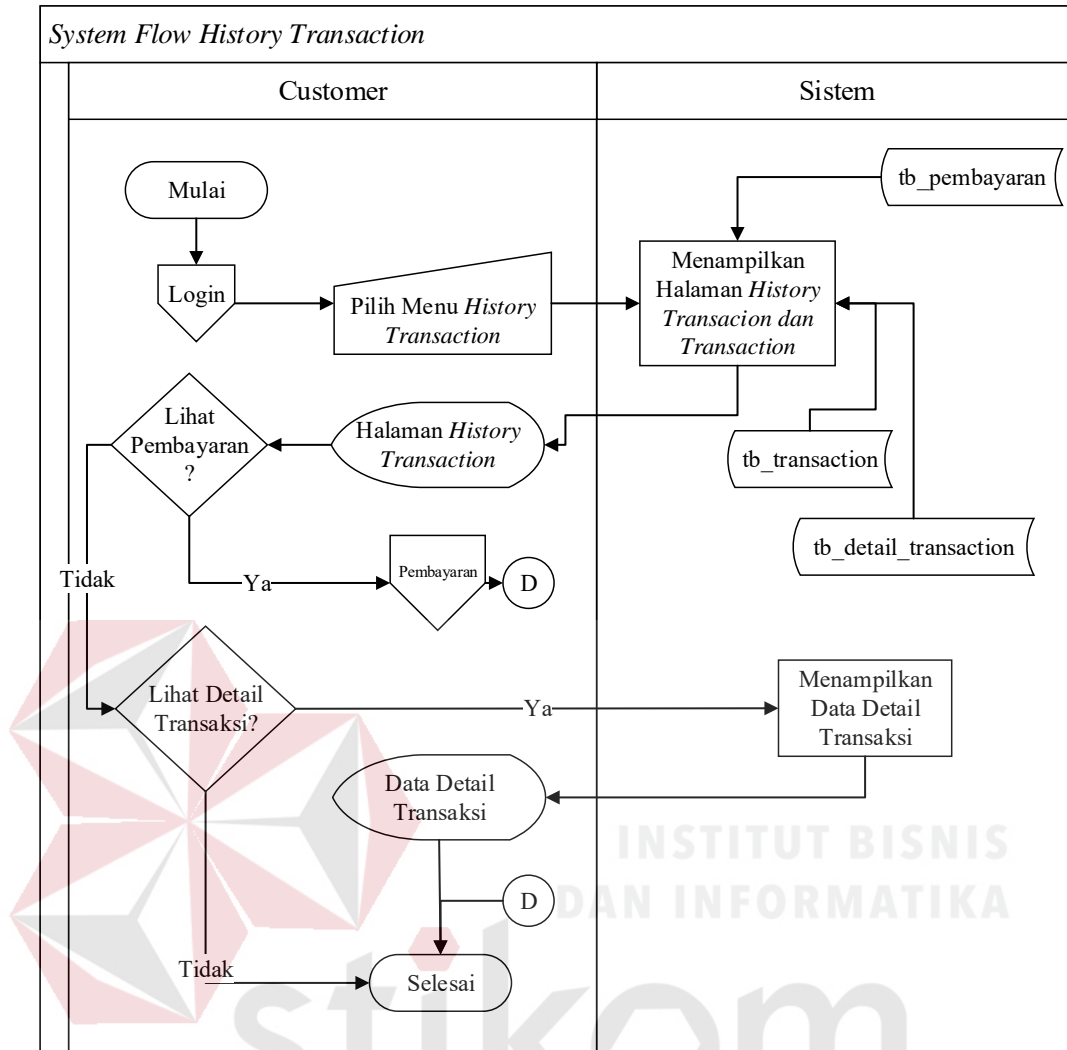 System Flow History Transaction
Customer
Sistem
Mulai
tb_pembayaran
Login
Pilih Menu History
Transaction
Menampilkan
Halaman History
Transacion dan
Transaction
Lihat
Pembayaran
?
Halaman History
Transaction
tb_transaction
tb_detail_transaction
Tidak
Ya
Pembayaran
D
Lihat Detail
Transaksi?
Ya
Menampilkan
Data Detail
Transaksi
Data Detail
Transaksi
INSTITUT BISNIS
DAN INFORMATIKA
D
Tidak
Selesai
stikom